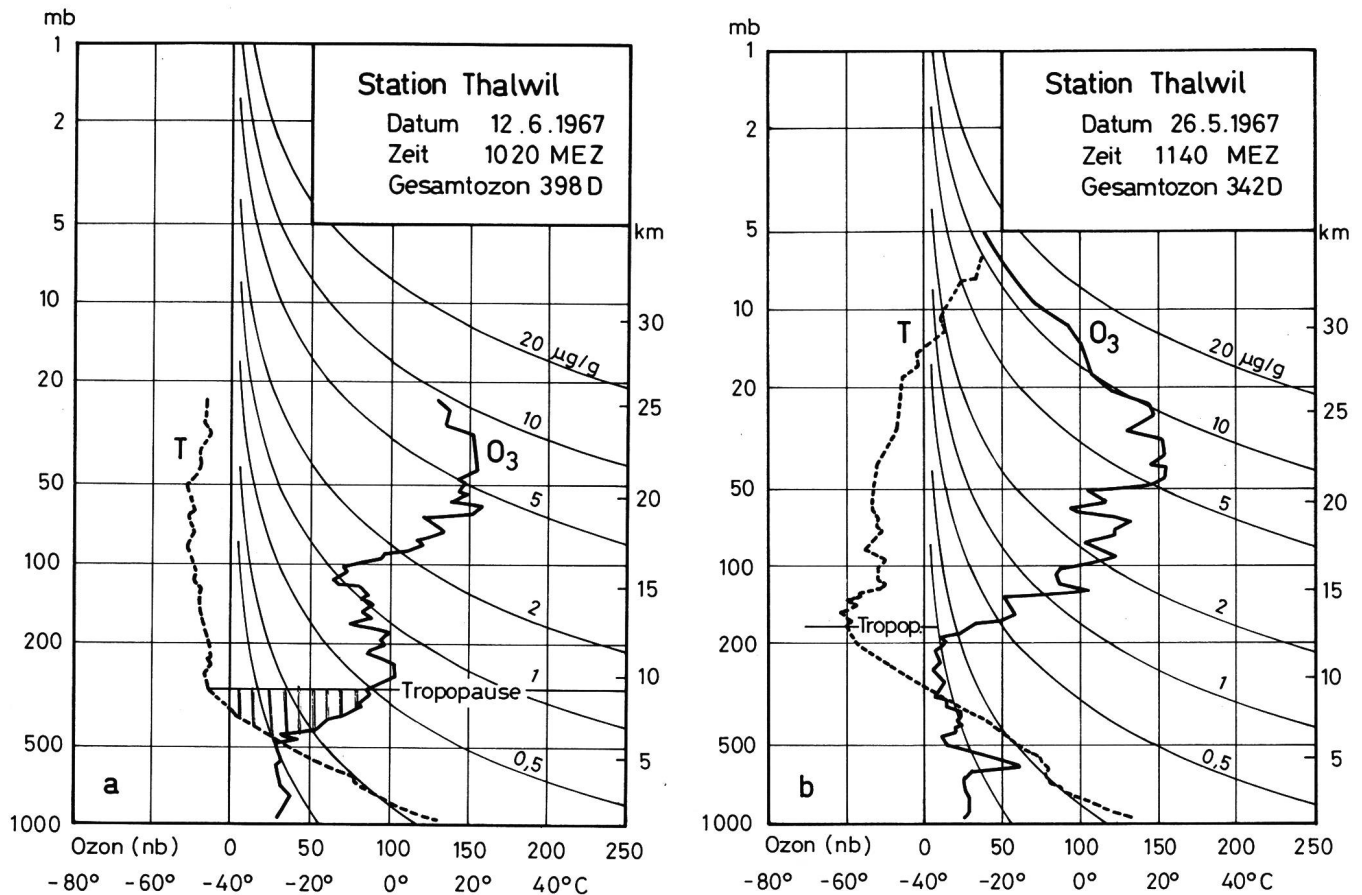 mb
1
2
5
10
20
50
100
200
500
1000
Station Thalwil
Datum 12.6.1967
Zeit 1020 MEZ
Gesamtozon 398 D
km
30
25
20
15
10
5
20 µg/g
10
5
2
1
0,5
T
O3
Tropopause
a
Ozon (nb) 0 50 100 150 200 250
-80° -60° -40° -20° 0° 20° 40°C
mb
1
2
5
10
20
50
100
200
500
1000
Station Thalwil
Datum 26.5.1967
Zeit 1140 MEZ
Gesamtozon 342 D
km
30
25
20
15
10
5
20 µg/g
10
5
2
1
0,5
T
O3
Tropop.
b
Ozon (nb) 0 50 100 150 200 250
-80° -60° -40° -20° 0° 20° 40°C